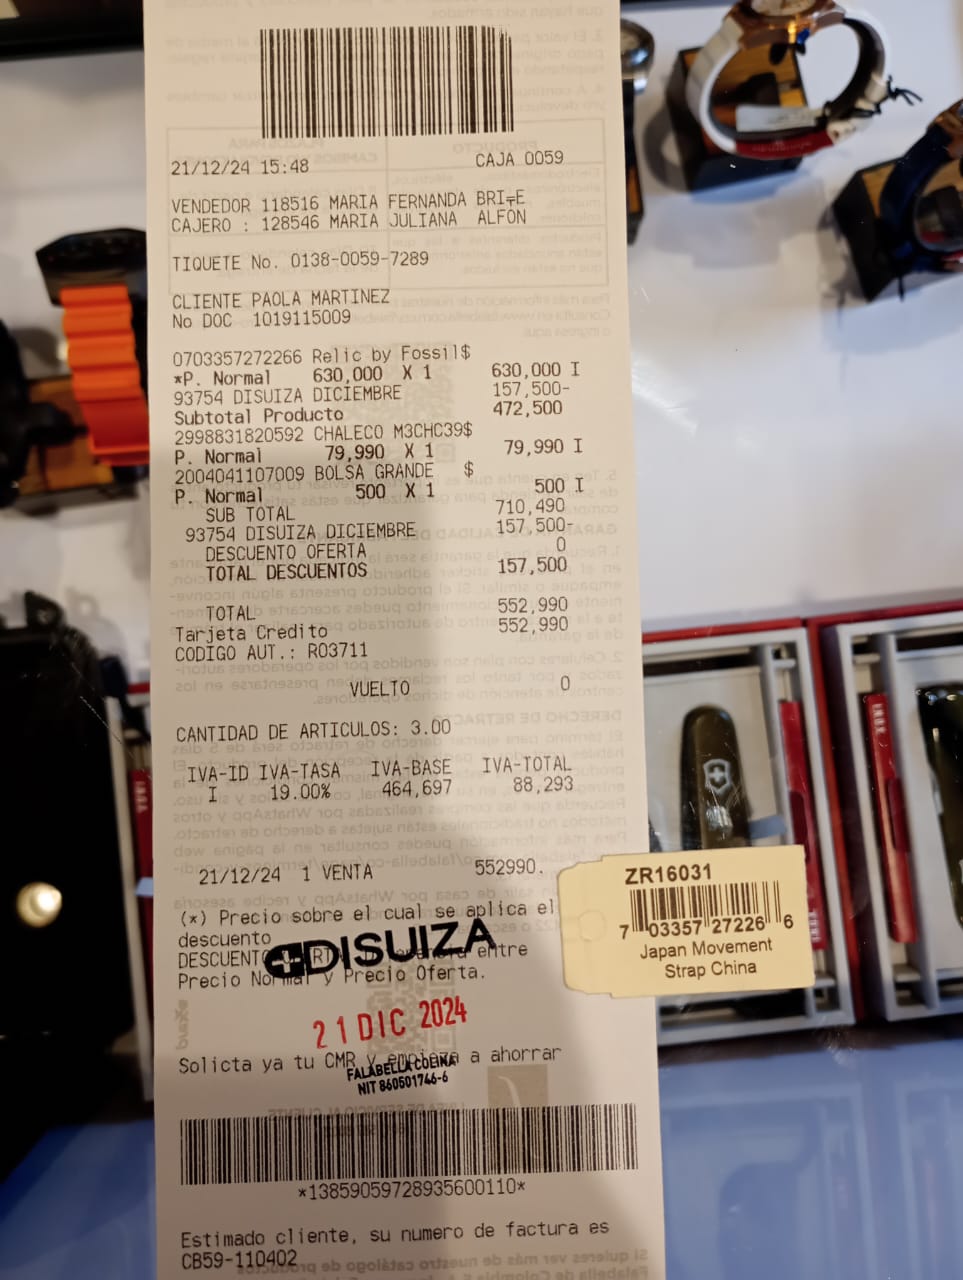 21/12/24 15:48 CAJA 0059
VENDEDOR 118516 MARIA FERNANDA BRI╤E
CAJERO : 128546 MARIA JULIANA ALFON
TIQUETE No. 0138-0059-7289
CLIENTE PAOLA MARTINEZ
No DOC 1019115009
0703357272266 Relic by Fossil$
*P. Normal 630,000 X 1 630,000 I
93754 DISUIZA DICIEMBRE 157,500-
Subtotal Producto 472,500
2998831820592 CHALECO M3CHC39$
P. Normal 79,990 X 1 79,990 I
2004041107009 BOLSA GRANDE $
P. Normal 500 X 1 500 I
SUB TOTAL 710,490
93754 DISUIZA DICIEMBRE 157,500-
DESCUENTO OFERTA 0
TOTAL DESCUENTOS 157,500
TOTAL 552,990
Tarjeta Credito 552,990
CODIGO AUT.: R03711
VUELTO 0
CANTIDAD DE ARTICULOS: 3.00
IVA-ID IVA-TASA IVA-BASE IVA-TOTAL
I 19.00% 464,697 88,293
21/12/24 1 VENTA 552990.
(*) Precio sobre el cual se aplica el
descuento
DISUIZA
DESCUENTO entre
Precio Normal y Precio Oferta.
21 DIC 2024
Solicta ya tu CMR y empieza a ahorrar
FALABELLA COLINA
NIT 860501746-6
*13859059728935600110*
Estimado cliente, su numero de factura es
CB59-110402
ZR16031
7 03357 27226 6
Japan Movement
Strap China